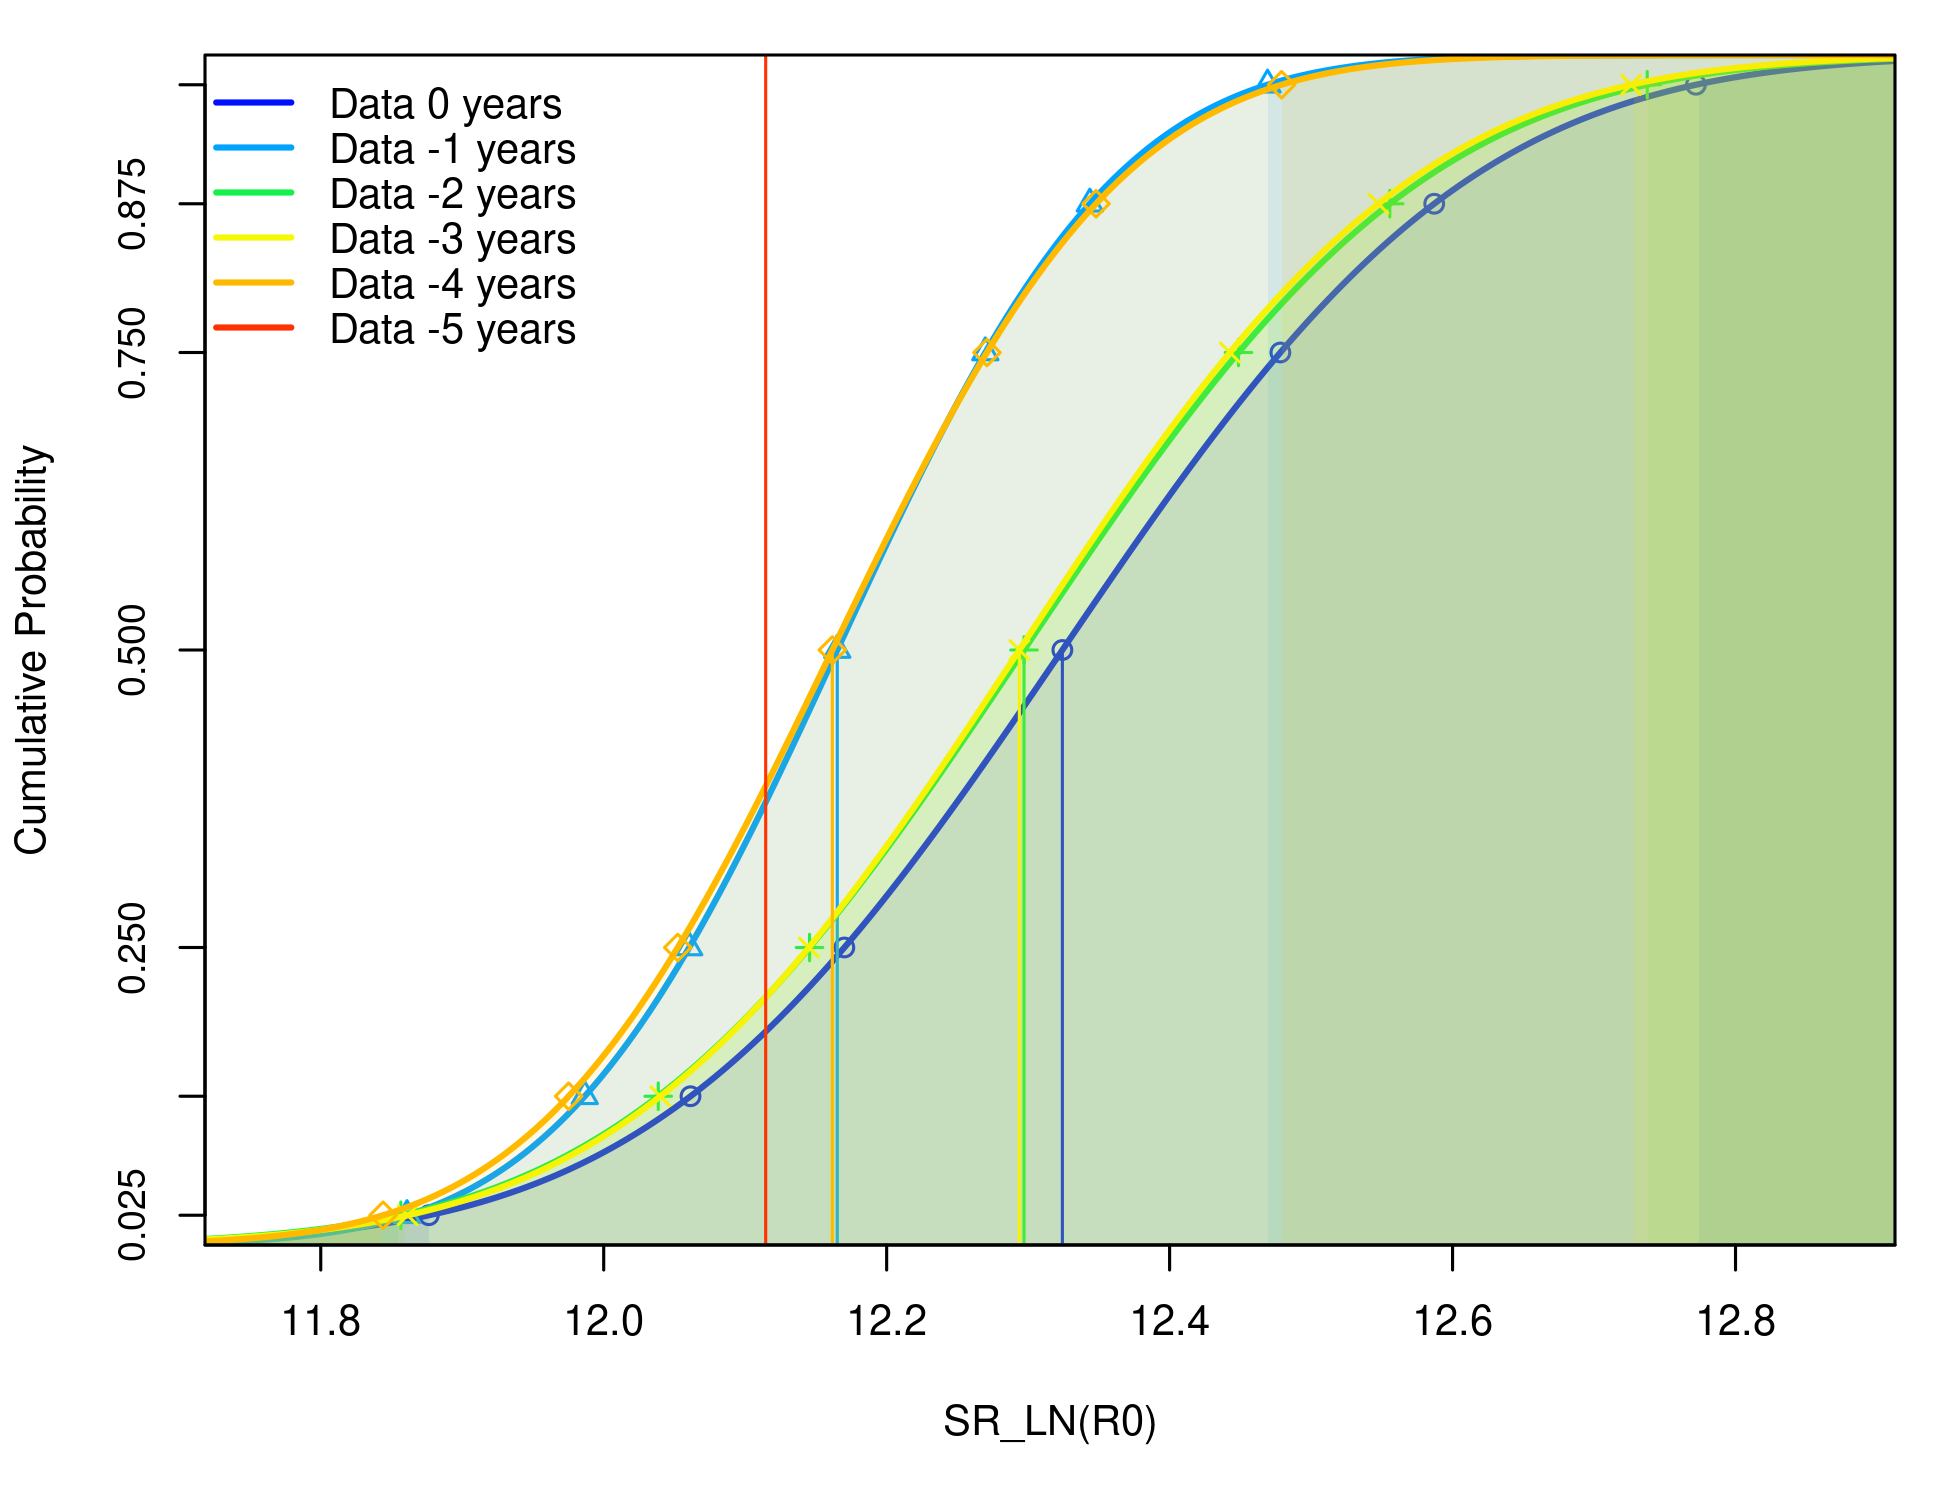 Data 0 years
Data -1 years
Data -2 years
Data -3 years
Data -4 years
Data -5 years
Cumulative Probability
0.875
0.750
0.500
0.250
0.025
11.8 12.0 12.2 12.4 12.6 12.8
SR_LN(R0)